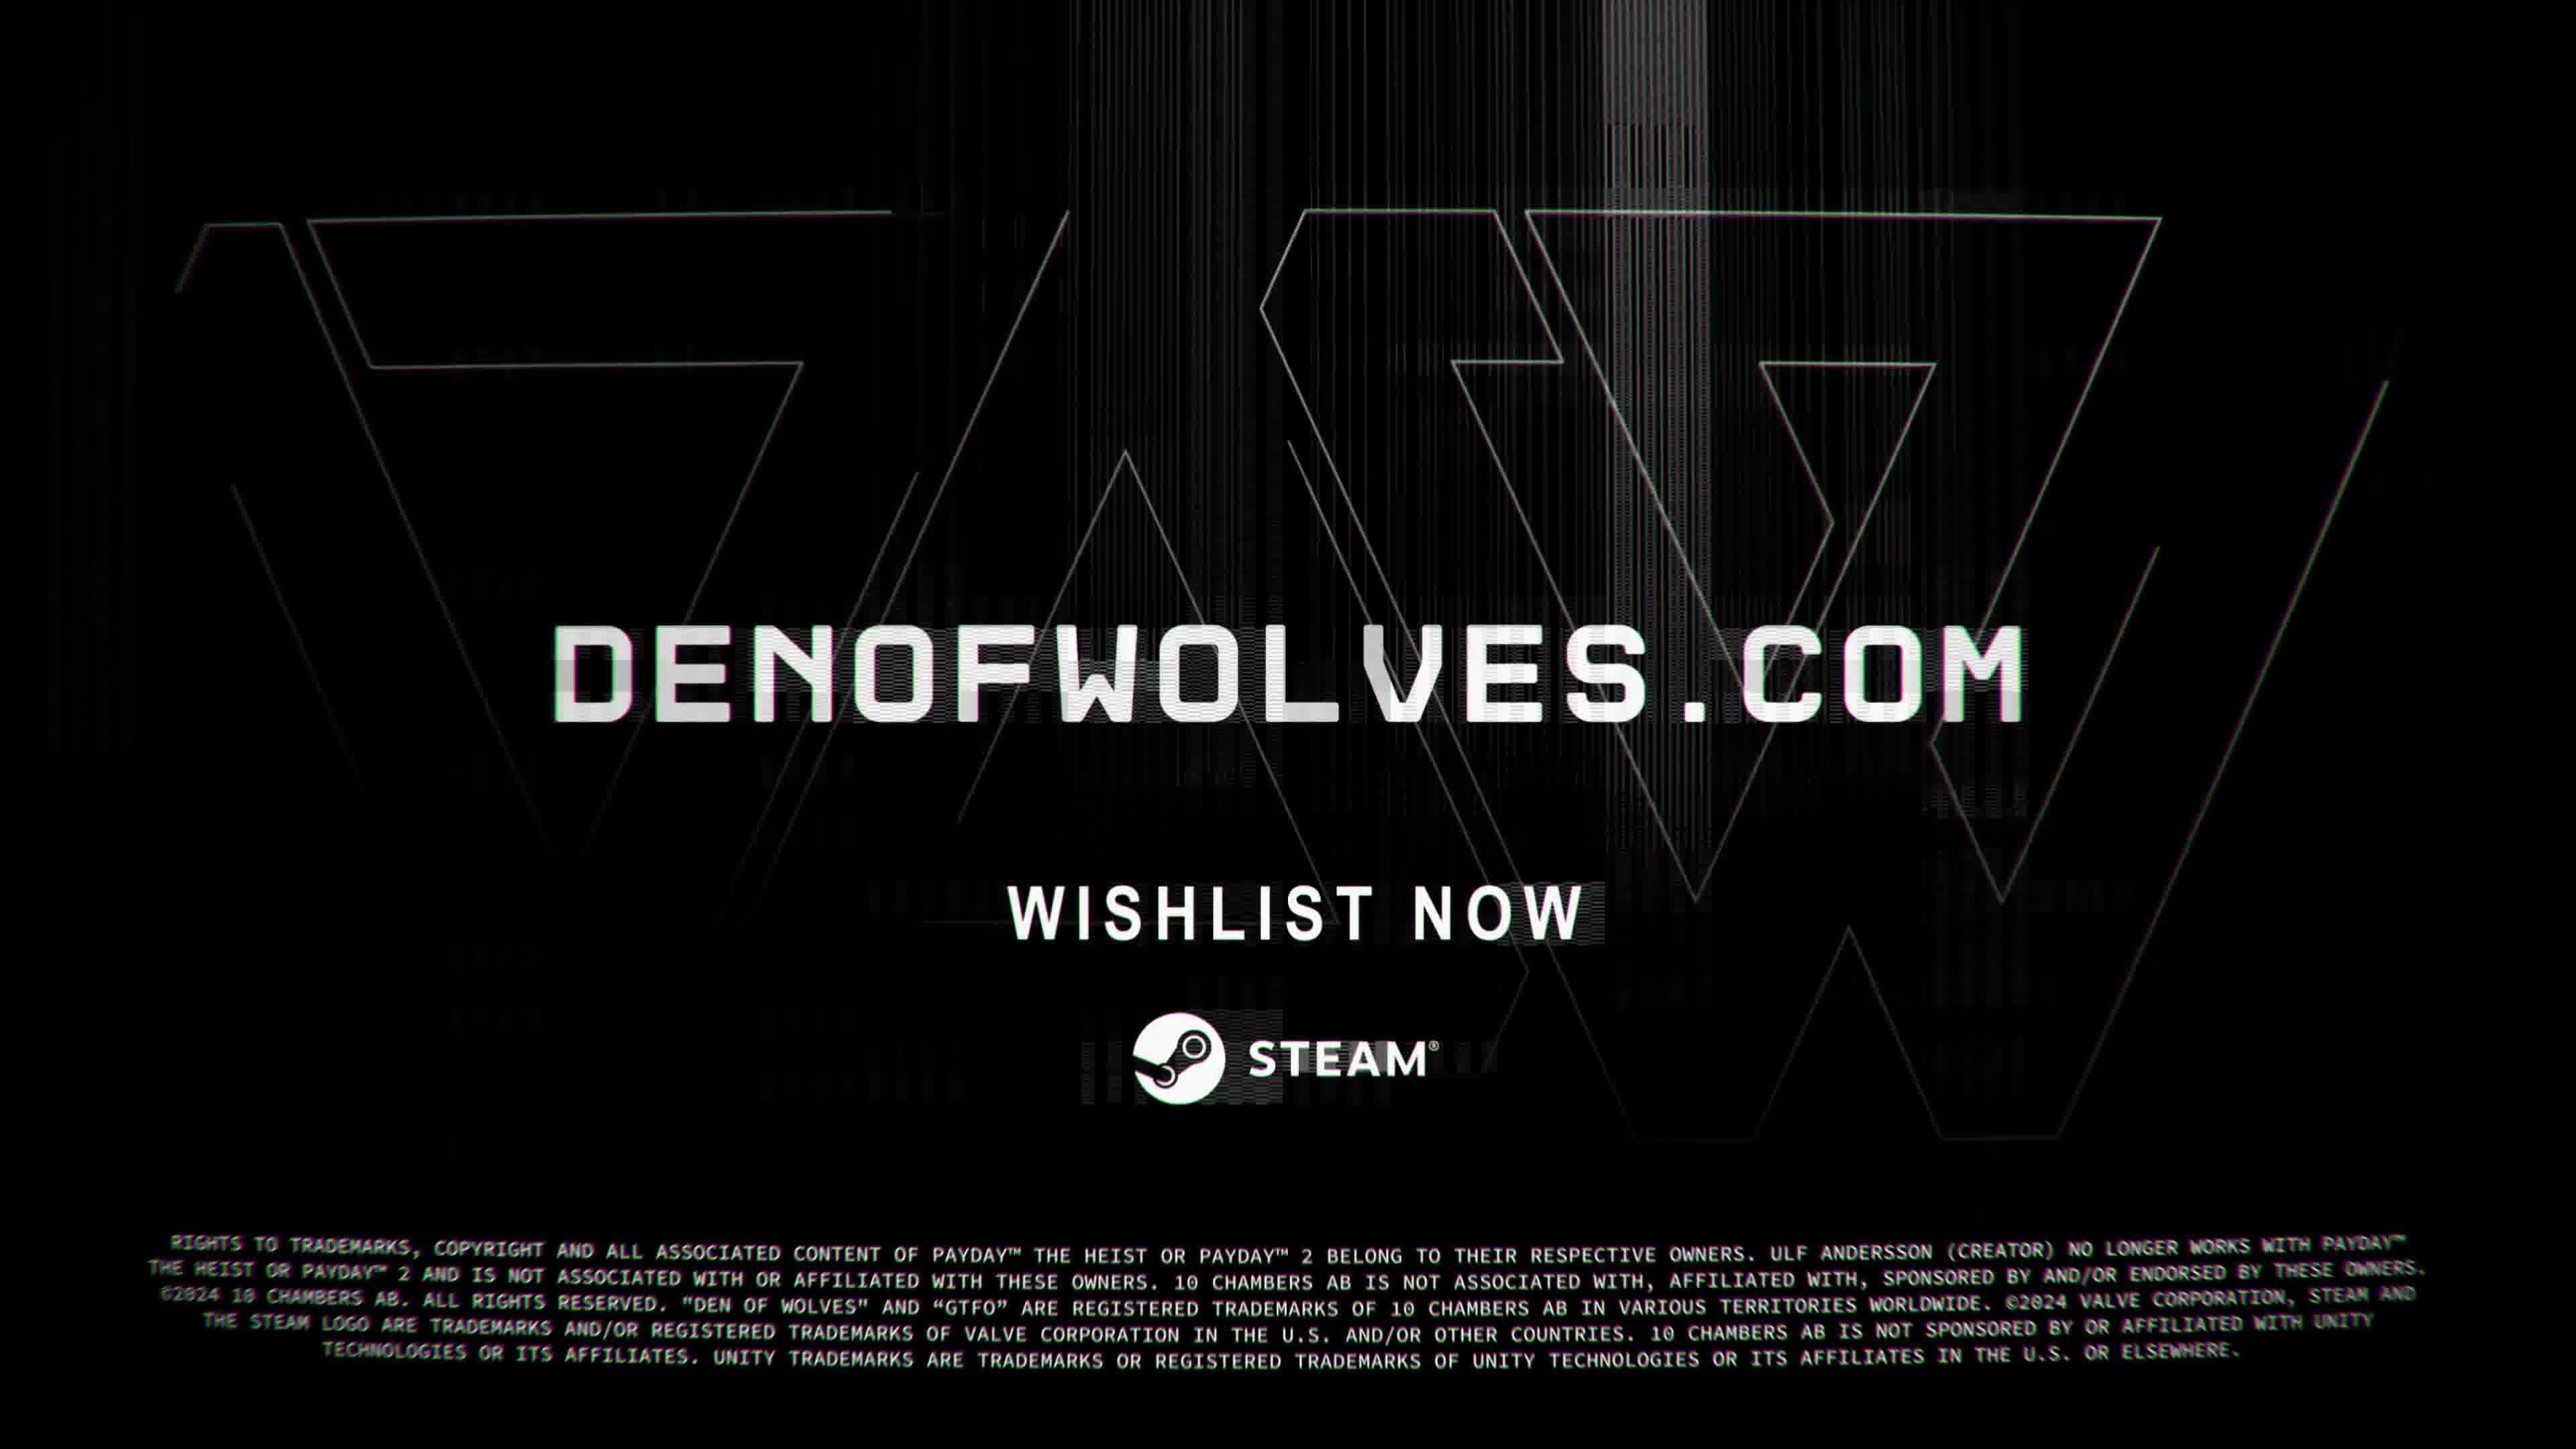 DENOFWOLVES.COM
WISHLIST NOW
STEAM®
RIGHTS TO TRADEMARKS, COPYRIGHT AND ALL ASSOCIATED CONTENT OF PAYDAY™ THE HEIST OR PAYDAY™ 2 BELONG TO THEIR RESPECTIVE OWNERS. ULF ANDERSSON (CREATOR) NO LONGER WORKS WITH PAYDAY™
THE HEIST OR PAYDAY™ 2 AND IS NOT ASSOCIATED WITH OR AFFILIATED WITH THESE OWNERS. 10 CHAMBERS AB IS NOT ASSOCIATED WITH, AFFILIATED WITH, SPONSORED BY AND/OR ENDORSED BY THESE OWNERS.
©2024 10 CHAMBERS AB. ALL RIGHTS RESERVED. “DEN OF WOLVES” AND “GTFO” ARE REGISTERED TRADEMARKS OF 10 CHAMBERS AB IN VARIOUS TERRITORIES WORLDWIDE. ©2024 VALVE CORPORATION, STEAM AND
THE STEAM LOGO ARE TRADEMARKS AND/OR REGISTERED TRADEMARKS OF VALVE CORPORATION IN THE U.S. AND/OR OTHER COUNTRIES. 10 CHAMBERS AB IS NOT SPONSORED BY OR AFFILIATED WITH UNITY
TECHNOLOGIES OR ITS AFFILIATES. UNITY TRADEMARKS ARE TRADEMARKS OR REGISTERED TRADEMARKS OF UNITY TECHNOLOGIES OR ITS AFFILIATES IN THE U.S. OR ELSEWHERE.